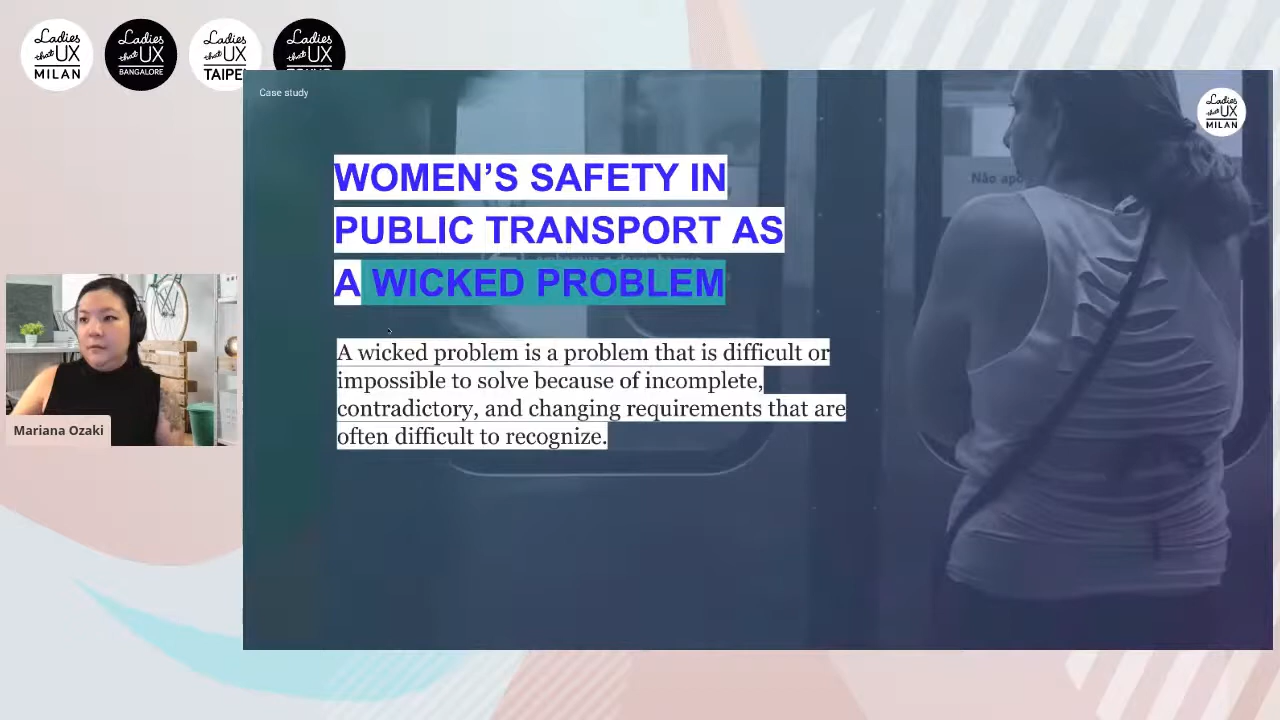 Ladies
that UX
MILAN
Ladies
that UX
BANGALORE
Ladies
that UX
TAIPEI
Ladies
that UX
Case study
Ladies
that UX
MILAN
WOMEN'S SAFETY IN
PUBLIC TRANSPORT AS
A WICKED PROBLEM
Não
A wicked problem is a problem that is difficult or
impossible to solve because of incomplete,
contradictory, and changing requirements that are
often difficult to recognize.
Mariana Ozaki